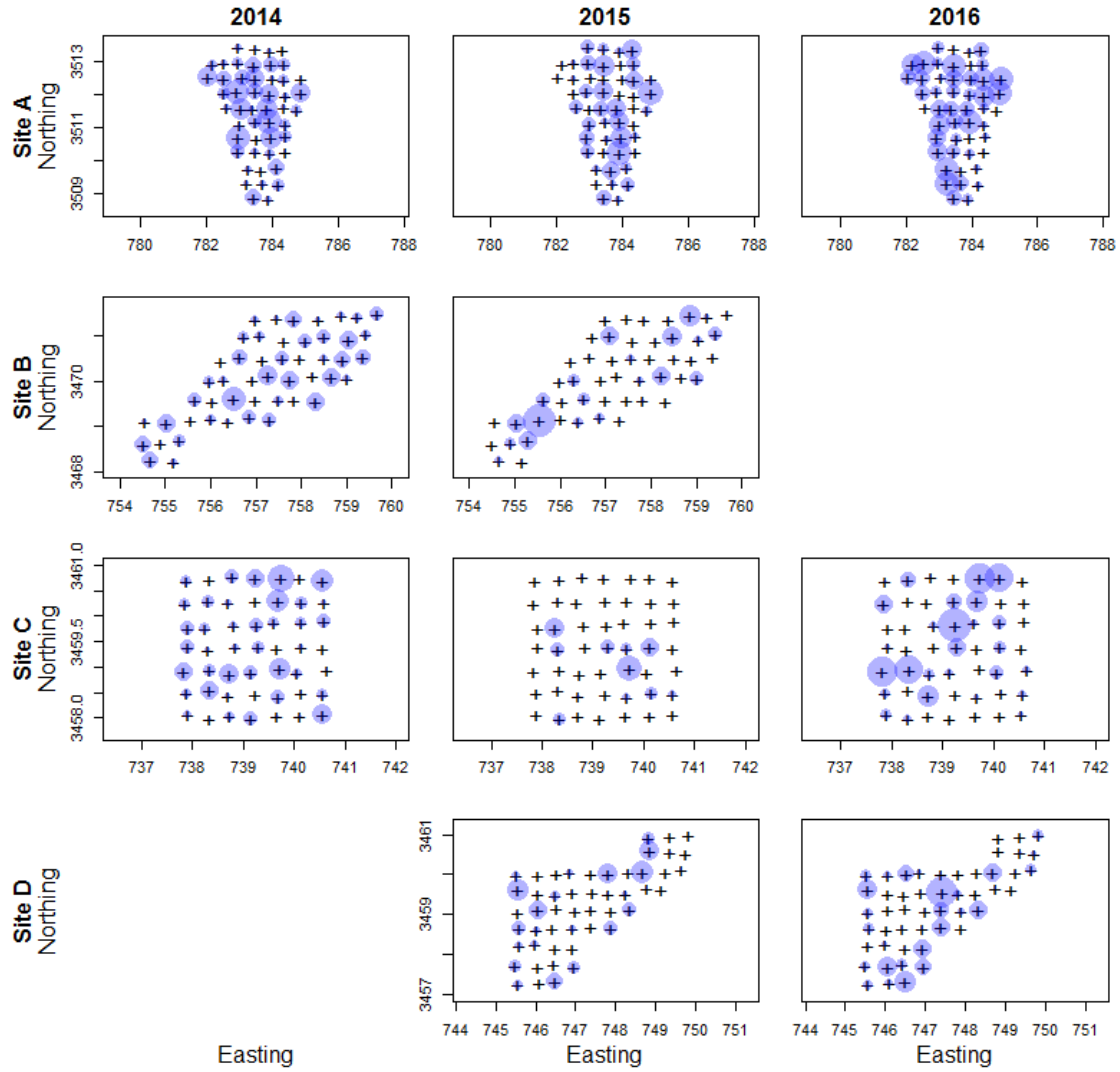 2014 2015 2016
Site A
Northing
3509 3511 3513
780 782 784 786 788
780 782 784 786 788
780 782 784 786 788
Site B
Northing
3468 3470
754 755 756 757 758 759 760
754 755 756 757 758 759 760
Site C
Northing
3458.0 3459.5 3461.0
737 738 739 740 741 742
737 738 739 740 741 742
737 738 739 740 741 742
Site D
Northing
3457 3459 3461
744 745 746 747 748 749 750 751
744 745 746 747 748 749 750 751
Easting Easting Easting